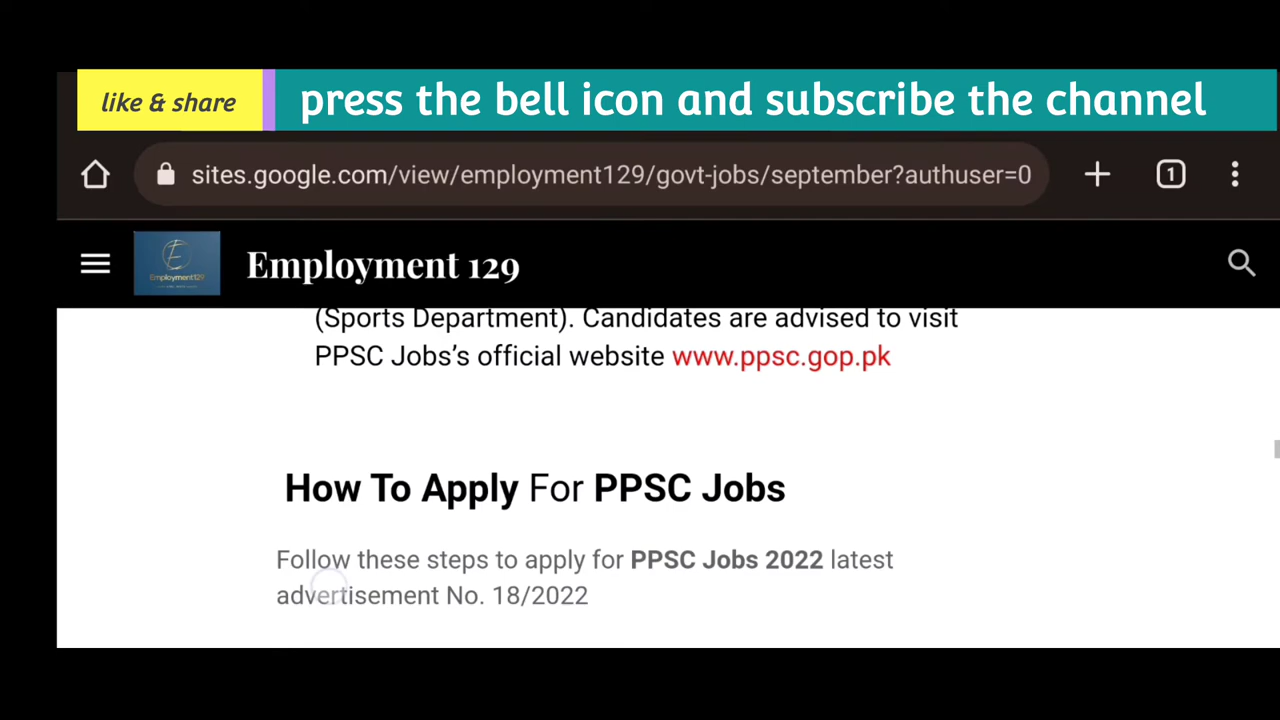 like & share
press the bell icon and subscribe the channel
sites.google.com/view/employment129/govt-jobs/september?authuser=0
1
Employment129
Employment 129
(Sports Department). Candidates are advised to visit
PPSC Jobs’s official website www.ppsc.gop.pk
How To Apply For PPSC Jobs
Follow these steps to apply for PPSC Jobs 2022 latest
advertisement No. 18/2022